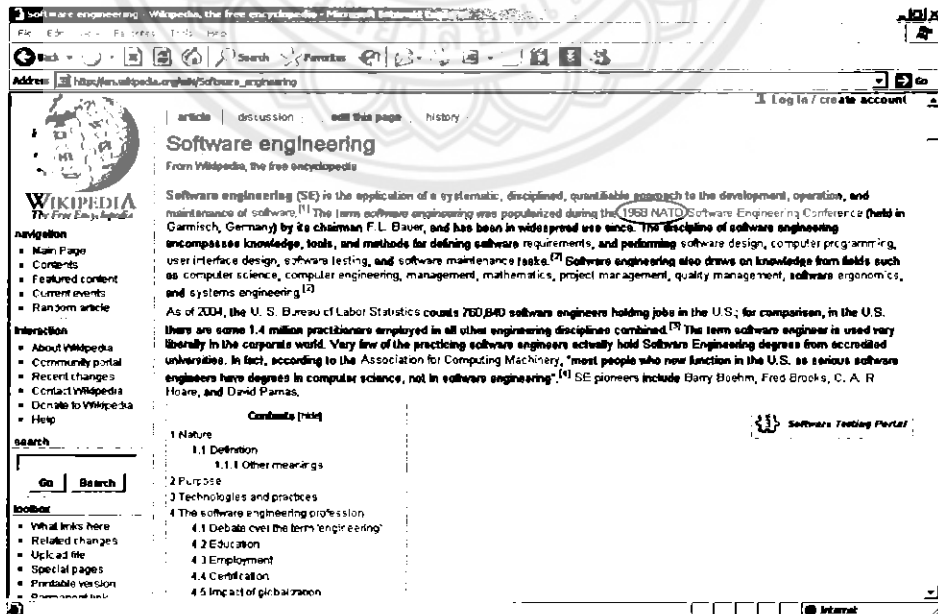 Software engineering - Wikipedia, the free encyclopedia - Microsoft Internet
File Edit Favorites Tools Help
Back Search Favorites
Address http://en.wikipedia.org/wiki/Software_engineering Go
Log in / create account
article discussion edit this page history
Software engineering
From Wikipedia, the free encyclopedia
WIKIPEDIA
The Free Encyclopedia
navigation
Main Page
Contents
Featured content
Current events
Random article
interaction
About Wikipedia
Community portal
Recent changes
Contact Wikipedia
Donate to Wikipedia
Help
search
Go Search
toolbox
What links here
Related changes
Upload file
Special pages
Printable version
Permanent link
Software engineering (SE) is the application of a systematic, disciplined, quantifiable approach to the development, operation, and
maintenance of software.[1] The term software engineering was popularized during the 1968 NATO Software Engineering Conference (held in
Garmisch, Germany) by its chairman F.L. Bauer, and has been in widespread use since. The discipline of software engineering
encompasses knowledge, tools, and methods for defining software requirements, and performing software design, computer programming,
user interface design, software testing, and software maintenance tasks.[2] Software engineering also draws on knowledge from fields such
as computer science, computer engineering, management, mathematics, project management, quality management, software ergonomics,
and systems engineering.[2]
As of 2004, the U. S. Bureau of Labor Statistics counts 760,840 software engineers holding jobs in the U.S.; for comparison, in the U.S.
there are some 1.4 million practitioners employed in all other engineering disciplines combined.[3] The term software engineer is used very
liberally in the corporate world. Very few of the practicing software engineers actually hold Software Engineering degrees from accredited
universities. In fact, according to the Association for Computing Machinery, "most people who now function in the U.S. as serious software
engineers have degrees in computer science, not in software engineering".[4] SE pioneers include Barry Boehm, Fred Brooks, C. A. R.
Hoare, and David Parnas.
Contents [hide]
1 Nature
1.1 Definition
1.1.1 Other meanings
2 Purpose
3 Technologies and practices
4 The software engineering profession
4.1 Debate over the term 'engineering'
4.2 Education
4.3 Employment
4.4 Certification
4.5 Impact of globalization
Software Testing Portal
Internet